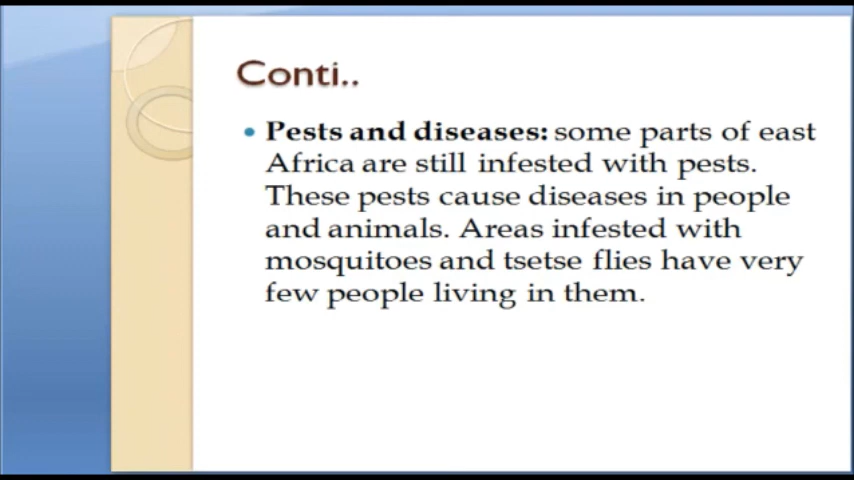 Conti..
• Pests and diseases: some parts of east
Africa are still infested with pests.
These pests cause diseases in people
and animals. Areas infested with
mosquitoes and tsetse flies have very
few people living in them.